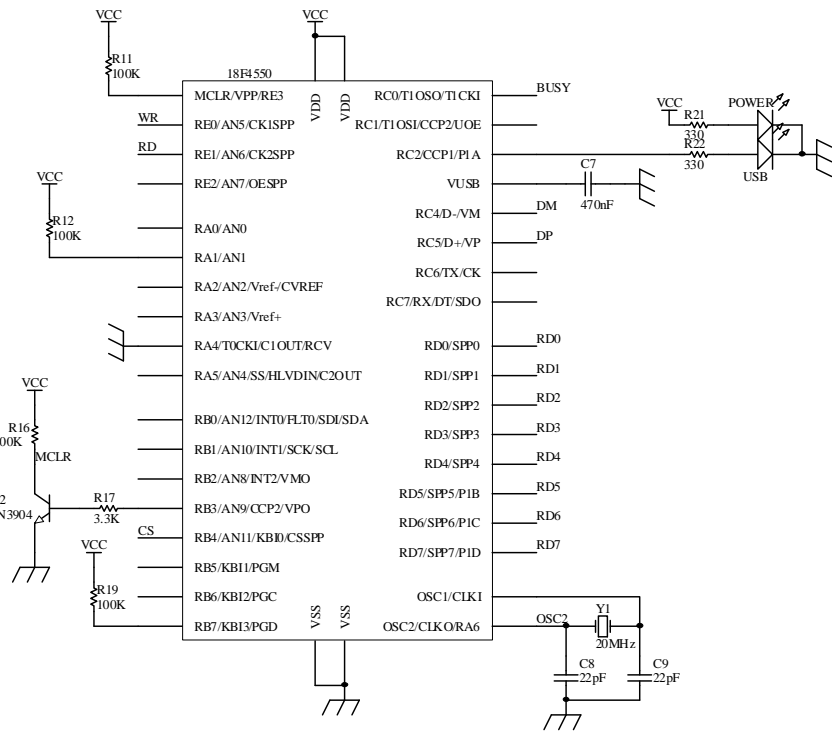 VCC
VCC
R11
100K
18F4550
MCLR/VPP/RE3
VDD
VDD
RC0/T1OSO/T1CKI
BUSY
WR
RE0/AN5/CK1SPP
RC1/T1OSI/CCP2/UOE
VCC
R21
330
POWER
RD
RE1/AN6/CK2SPP
RC2/CCP1/P1A
R22
330
USB
RE2/AN7/OESPP
VUSB
C7
470nF
VCC
R12
100K
RC4/D-/VM
DM
RA0/AN0
RC5/D+/VP
DP
RA1/AN1
RC6/TX/CK
RA2/AN2/Vref-/CVREF
RC7/RX/DT/SDO
RA3/AN3/Vref+
RA4/T0CKI/C1OUT/RCV
RD0/SPP0
RD0
RA5/AN4/SS/HLVDIN/C2OUT
RD1/SPP1
RD1
VCC
R16
00K
MCLR
RD2/SPP2
RD2
RB0/AN12/INT0/FLT0/SDI/SDA
RD3/SPP3
RD3
RB1/AN10/INT1/SCK/SCL
RD4/SPP4
RD4
RB2/AN8/INT2/VMO
RD5/SPP5/P1B
RD5
2
N3904
R17
3.3K
RB3/AN9/CCP2/VPO
RD6/SPP6/P1C
RD6
CS
RB4/AN11/KBI0/CSSPP
RD7/SPP7/P1D
RD7
VCC
R19
100K
RB5/KBI1/PGM
RB6/KBI2/PGC
OSC1/CLKI
RB7/KBI3/PGD
VSS
VSS
OSC2/CLKO/RA6
OSC2
Y1
20MHz
C8
22pF
C9
22pF